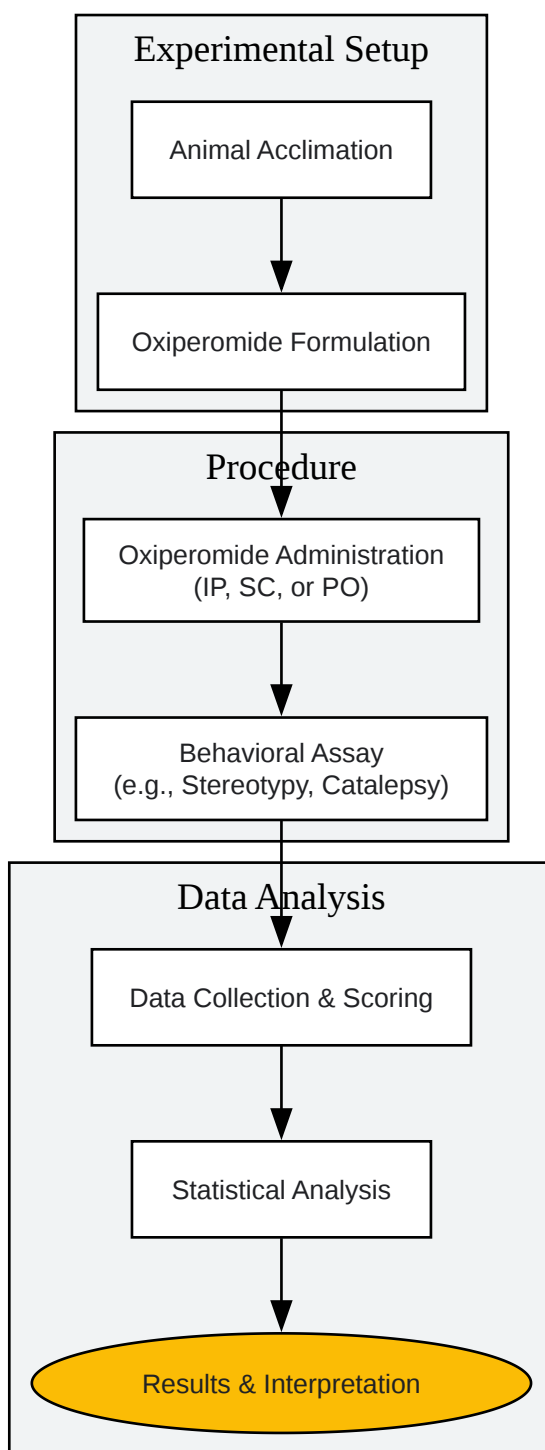 Experimental Setup
Animal Acclimation
Oxiperomide Formulation
Procedure
Oxiperomide Administration
(IP, SC, or PO)
Behavioral Assay
(e.g., Stereotypy, Catalepsy)
Data Analysis
Data Collection & Scoring
Statistical Analysis
Results & Interpretation